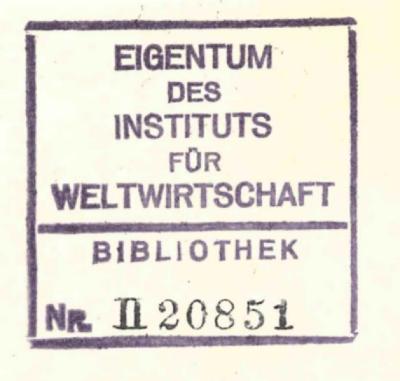 EIGENTUM
DES
INSTITUTS
FÜR
WELTWIRTSCHAFT
BIBLIOTHEK
NR. II 20851